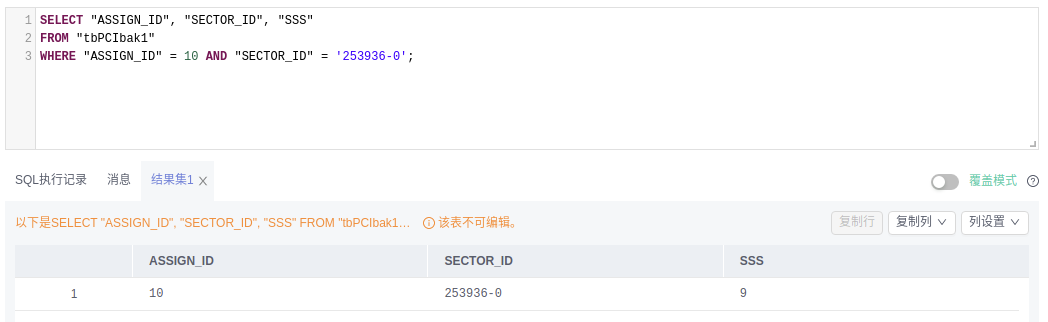 1 SELECT "ASSIGN_ID", "SECTOR_ID", "SSS"
2 FROM "tbPCIbak1"
3 WHERE "ASSIGN_ID" = 10 AND "SECTOR_ID" = '253936-0';
SQL执行记录 消息 结果集1 覆盖模式
以下是SELECT "ASSIGN_ID", "SECTOR_ID", "SSS" FROM "tbPCIbak1... 该表不可编辑。 复制行 复制列 列设置
ASSIGN_ID SECTOR_ID SSS
1 10 253936-0 9